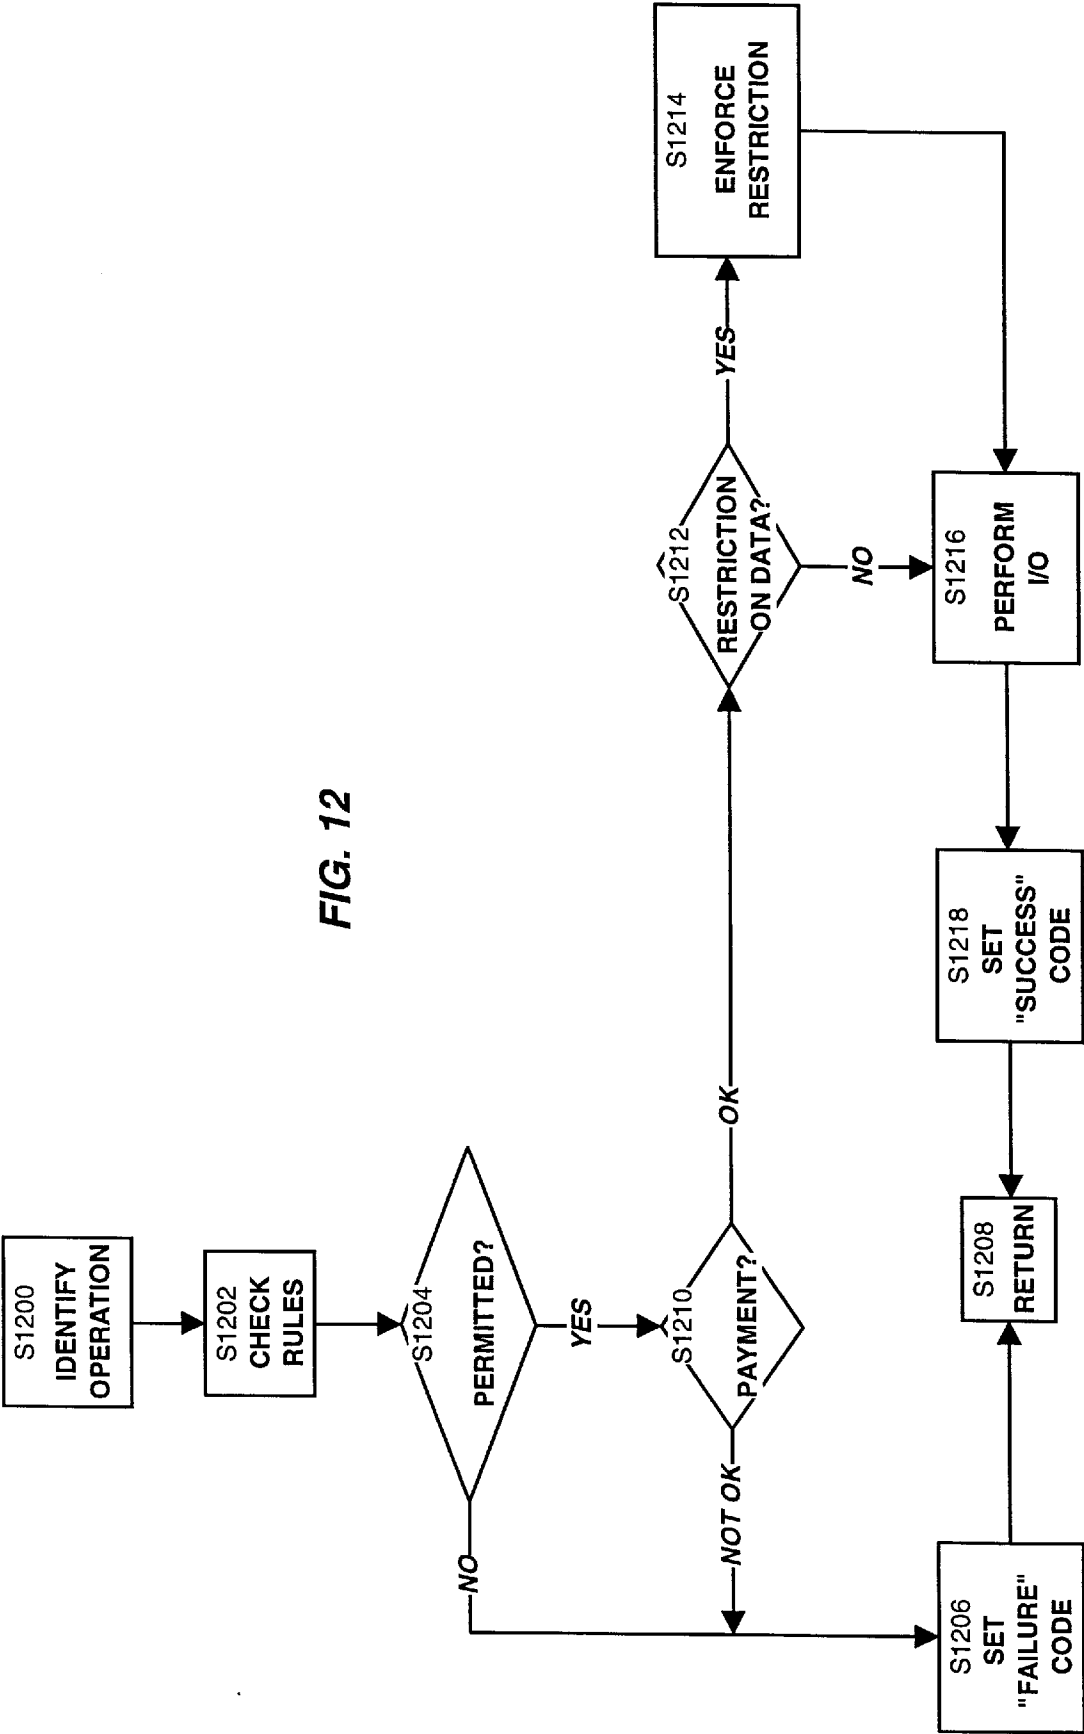 S1200
IDENTIFY
OPERATION
S1202
CHECK
RULES
S1204
PERMITTED?
NO
YES
S1210
PAYMENT?
NOT OK
OK
S1212
RESTRICTION
ON DATA?
YES
NO
S1214
ENFORCE
RESTRICTION
S1206
SET
"FAILURE"
CODE
S1208
RETURN
S1218
SET
"SUCCESS"
CODE
S1216
PERFORM
I/O
FIG. 12